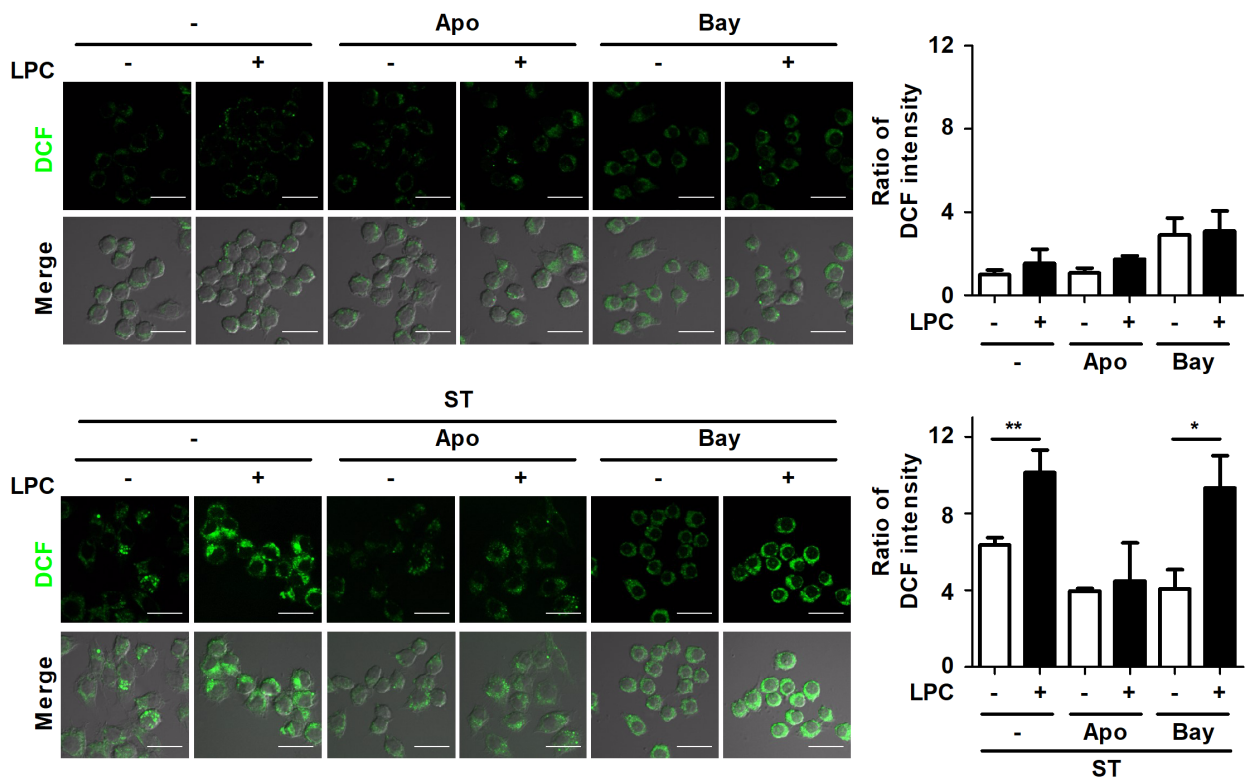 - Apo Bay
LPC - + - + - +
DCF
Merge
Ratio of
DCF intensity
12
8
4
0
LPC - + - + - +
- Apo Bay
ST
- Apo Bay
LPC - + - + - +
DCF
Merge
Ratio of
DCF intensity
12
8
4
0
** *
LPC - + - + - +
- Apo Bay
ST